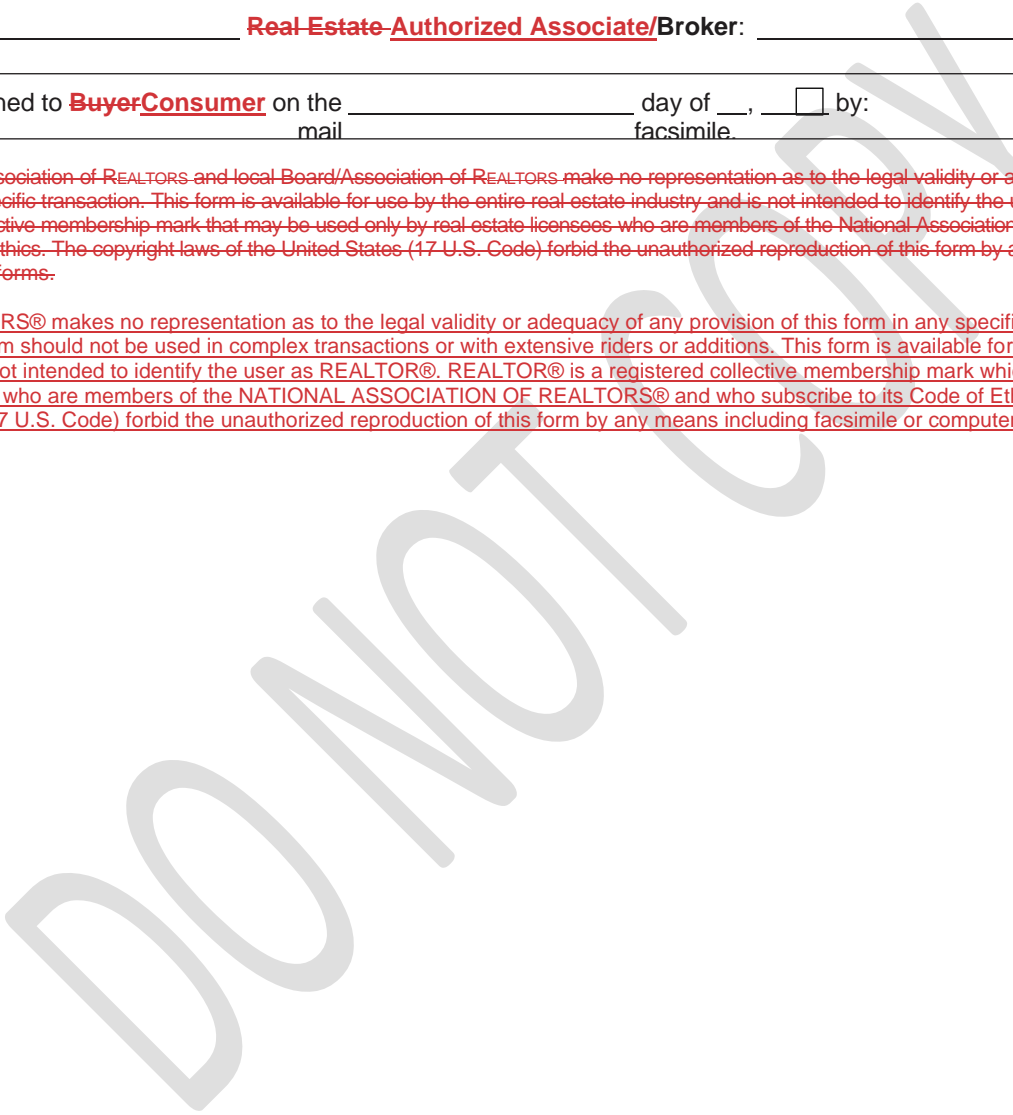 Real Estate Authorized Associate/Broker:
ned to BuyerConsumer on the day of , by:
mail facsimile.
sociation of REALTORS and local Board/Association of REALTORS make no representation as to the legal validity or a
cific transaction. This form is available for use by the entire real estate industry and is not intended to identify the u
ctive membership mark that may be used only by real estate licensees who are members of the National Association
thics. The copyright laws of the United States (17 U.S. Code) forbid the unauthorized reproduction of this form by a
forms.
RS® makes no representation as to the legal validity or adequacy of any provision of this form in any specifi
m should not be used in complex transactions or with extensive riders or additions. This form is available for
ot intended to identify the user as REALTOR®. REALTOR® is a registered collective membership mark whic
who are members of the NATIONAL ASSOCIATION OF REALTORS® and who subscribe to its Code of Eth
7 U.S. Code) forbid the unauthorized reproduction of this form by any means including facsimile or computer
DO NOT COPY